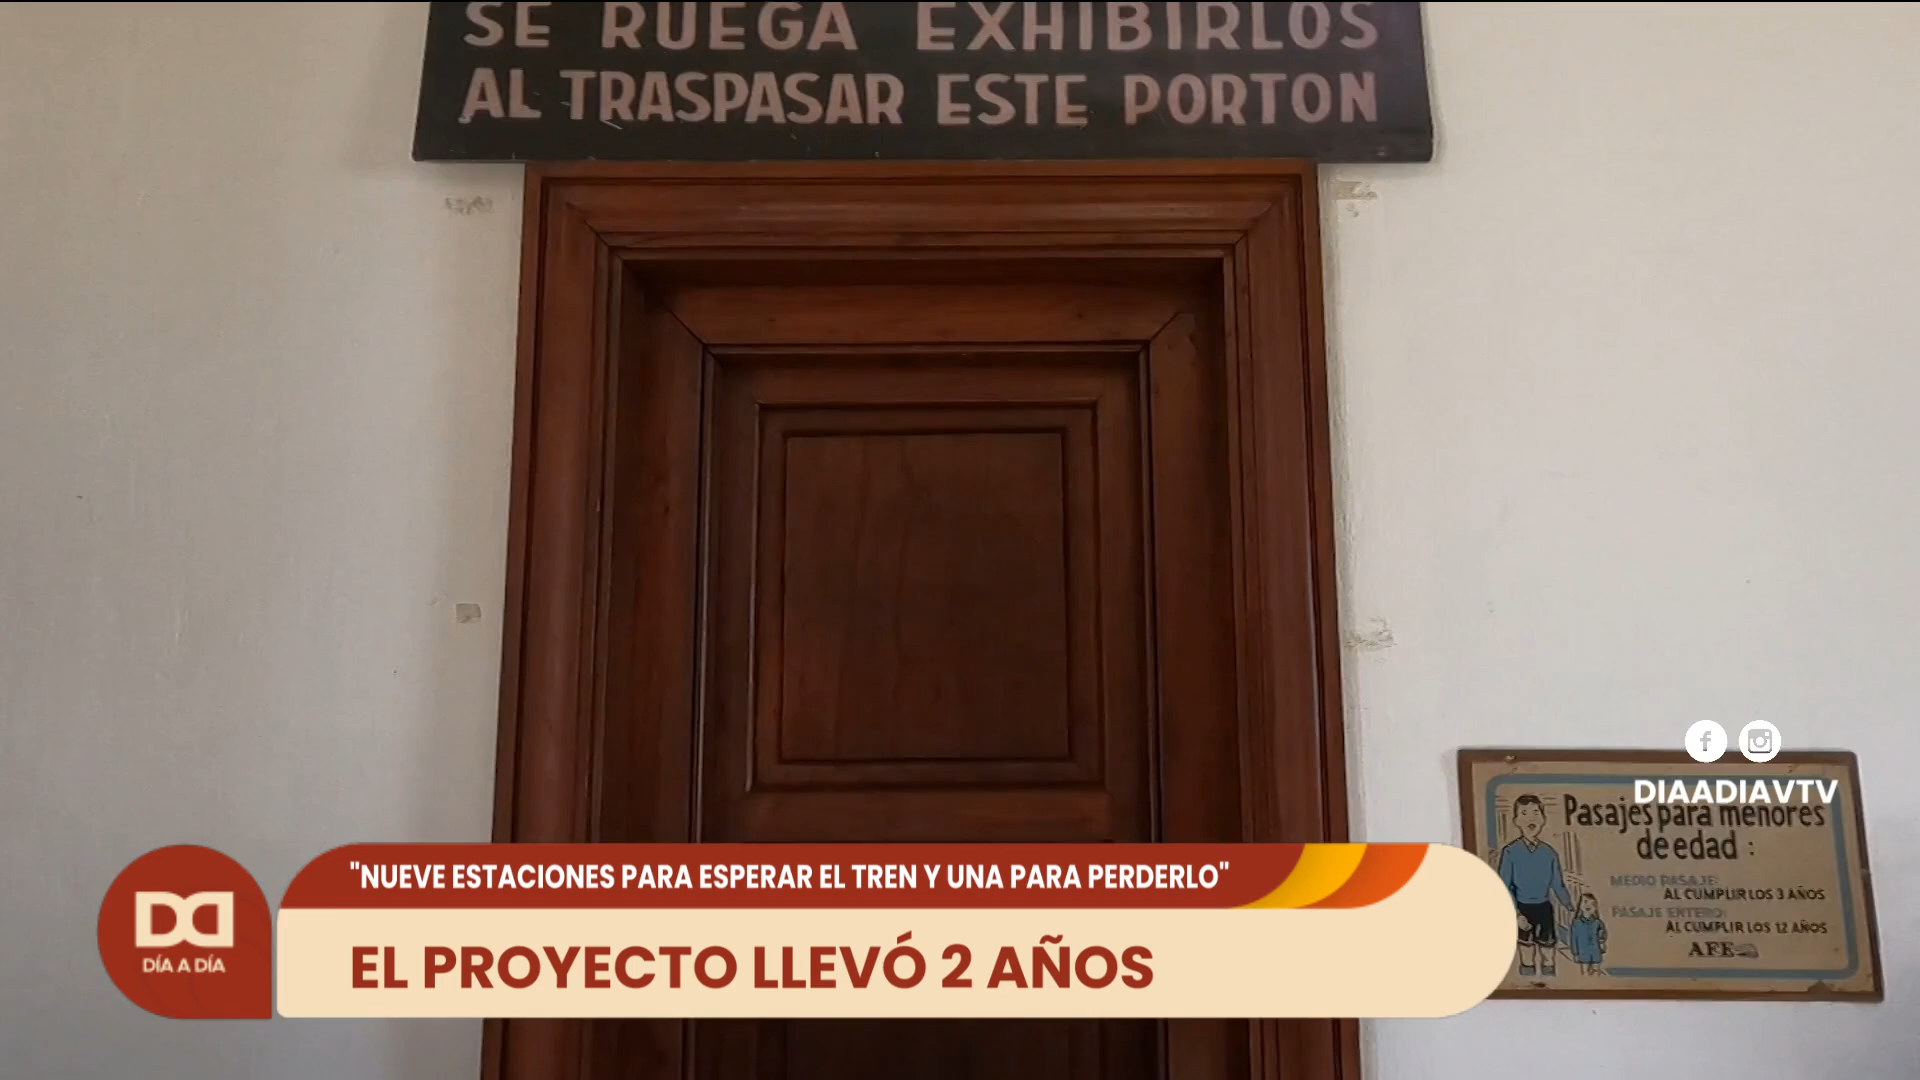 SE RUEGA EXHIBIRLOS
AL TRASPASAR ESTE PORTON
DIAADIAVTV
Pasajes para menores
de edad :
MEDIO PASAJE:
AL CUMPLIR LOS 3 AÑOS
PASAJE ENTERO:
AL CUMPLIR LOS 12 AÑOS
AFE
"NUEVE ESTACIONES PARA ESPERAR EL TREN Y UNA PARA PERDERLO"
EL PROYECTO LLEVÓ 2 AÑOS
DÍA A DÍA